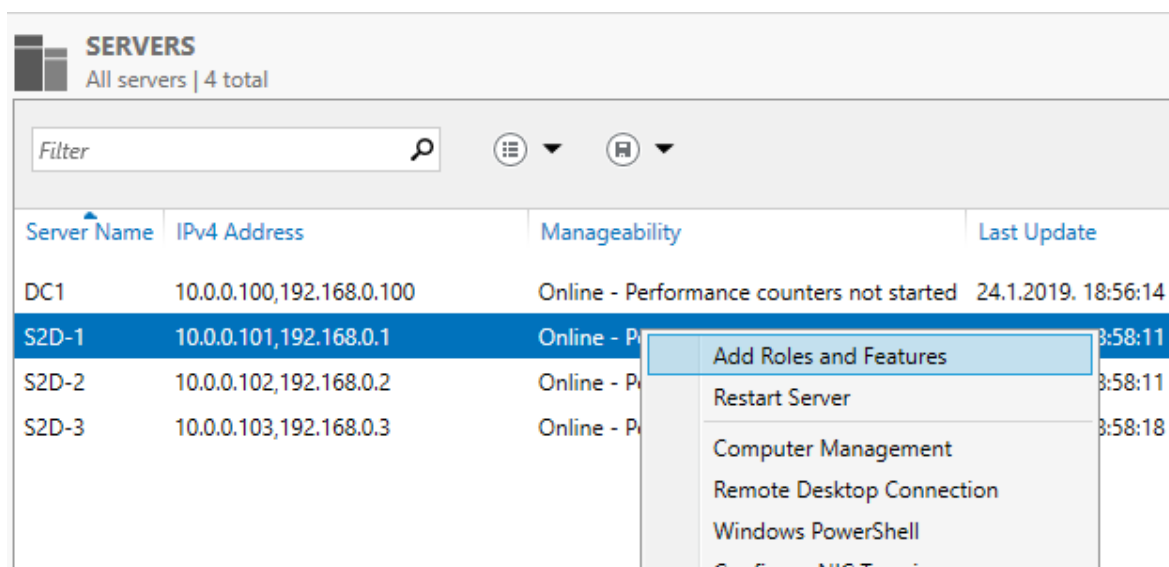 SERVERS
All servers | 4 total
Filter
Server Name IPv4 Address Manageability Last Update
DC1 10.0.0.100,192.168.0.100 Online - Performance counters not started 24.1.2019. 18:56:14
S2D-1 10.0.0.101,192.168.0.1 Online - 8:58:11
Add Roles and Features
S2D-2 10.0.0.102,192.168.0.2 Online - 8:58:11
Restart Server
S2D-3 10.0.0.103,192.168.0.3 Online - 8:58:18
Computer Management
Remote Desktop Connection
Windows PowerShell